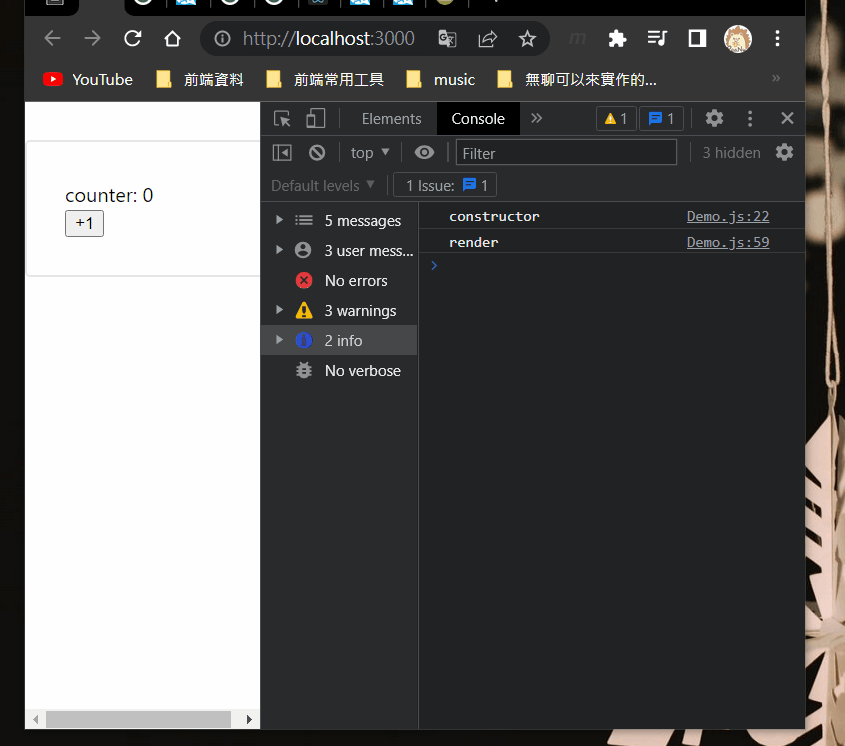 http://localhost:3000
YouTube 前端資料 前端常用工具 music 無聊可以來實作的... »
Elements Console » 1 1
top Filter 3 hidden
Default levels 1 Issue: 1
counter: 0
+1
5 messages
3 user mess...
No errors
3 warnings
2 info
No verbose
constructor Demo.js:22
render Demo.js:59